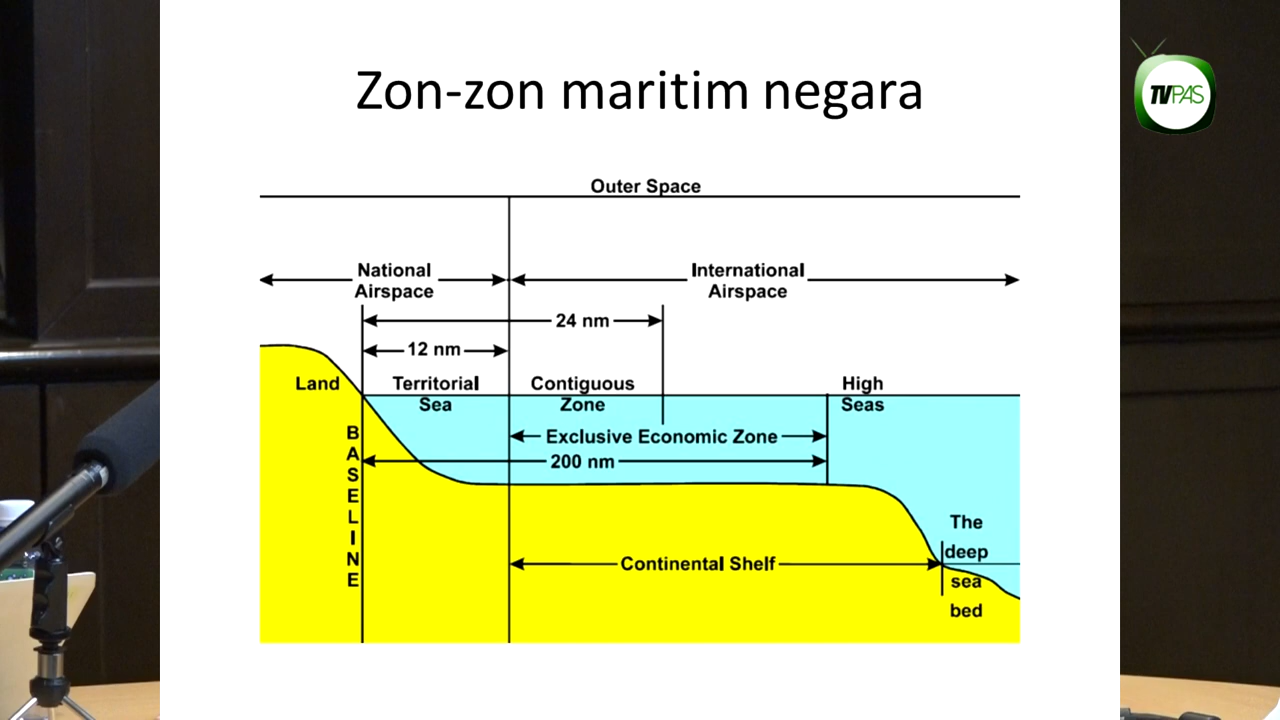 Zon-zon maritim negara
TVPAS
Outer Space
National
Airspace
International
Airspace
24 nm
12 nm
Land
Territorial
Sea
Contiguous
Zone
High
Seas
Exclusive Economic Zone
200 nm
BASELINE
The
deep
sea
bed
Continental Shelf